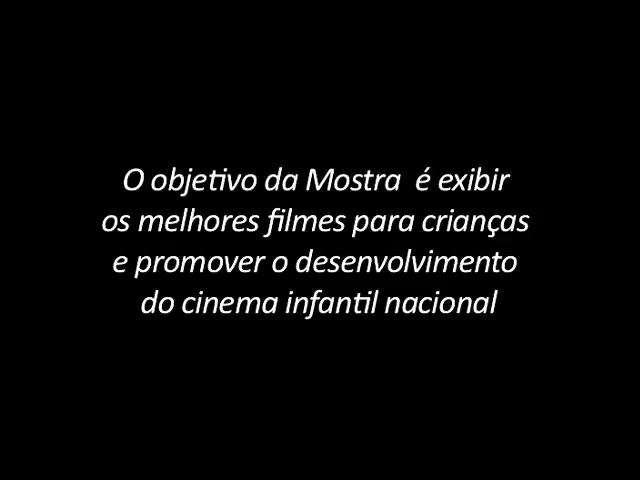 O objetivo da Mostra é exibir
os melhores filmes para crianças
e promover o desenvolvimento
do cinema infantil nacional